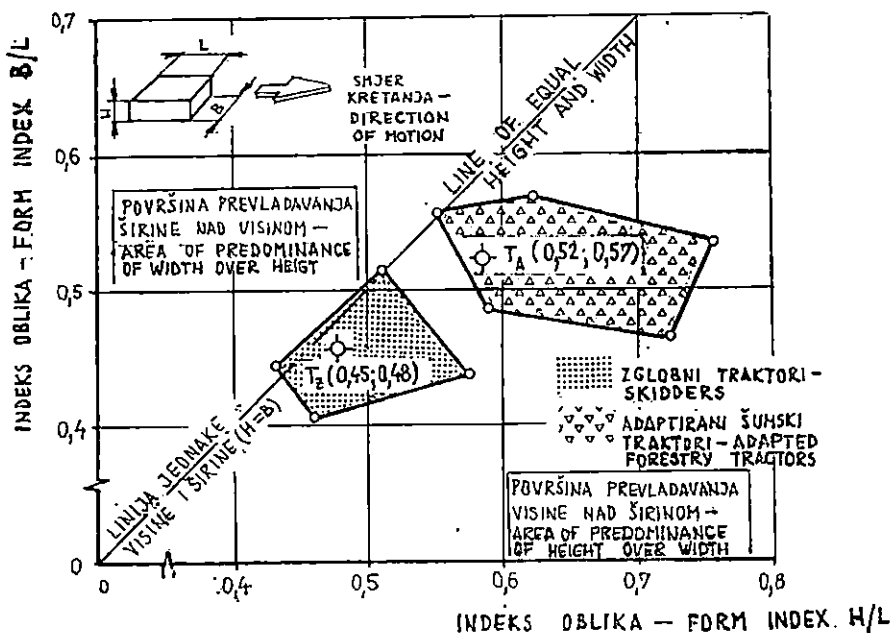 INDEKS OBLIKA — FORM INDEX B/L
0,7
0,6
0,5
0,4
0
L
H
B
SMJER
KRETANJA —
DIRECTION
OF MOTION
LINE OF EQUAL
HEIGHT AND WIDTH
POVRŠINA PREVLADAVANJA
ŠIRINE NAD VISINOM —
AREA OF PREDOMINANCE
OF WIDTH OVER HEIGT
T_A (0,52; 0,57)
T_Z (0,45; 0,48)
ZGLOBNI TRAKTORI —
SKIDDERS
ADAPTIRANI ŠUMSKI
TRAKTORI — ADAPTED
FORESTRY TRACTORS
LINIJA JEDNAKE
VISINE I ŠIRINE (H=B)
POVRŠINA PREVLADAVANJA
VISINE NAD ŠIRINOM —
AREA OF PREDOMINANCE
OF HEIGHT OVER WIDTH
0
0,4
0,5
0,6
0,7
0,8
INDEKS OBLIKA — FORM INDEX. H/L